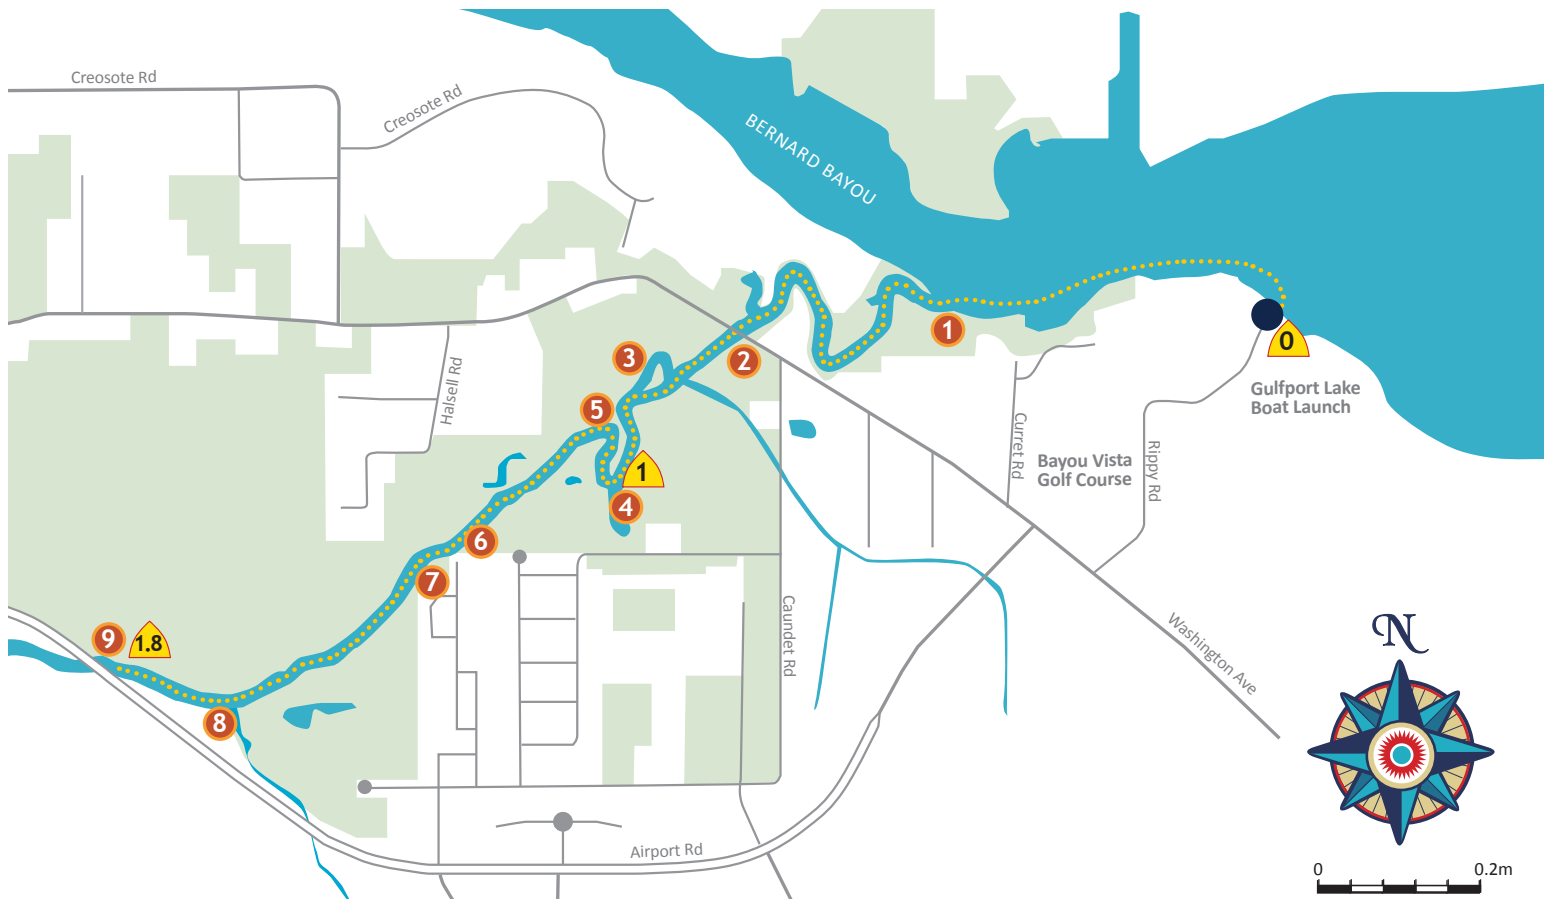 Creosote Rd
Creosote Rd
BERNARD BAYOU
1
0
Gulfport Lake
Boat Launch
2
3
Halsell Rd
5
1
4
Curret Rd
Bayou Vista
Golf Course
Rippy Rd
6
7
Caundet Rd
Washington Ave
9
1.8
8
N
Airport Rd
0
0.2m